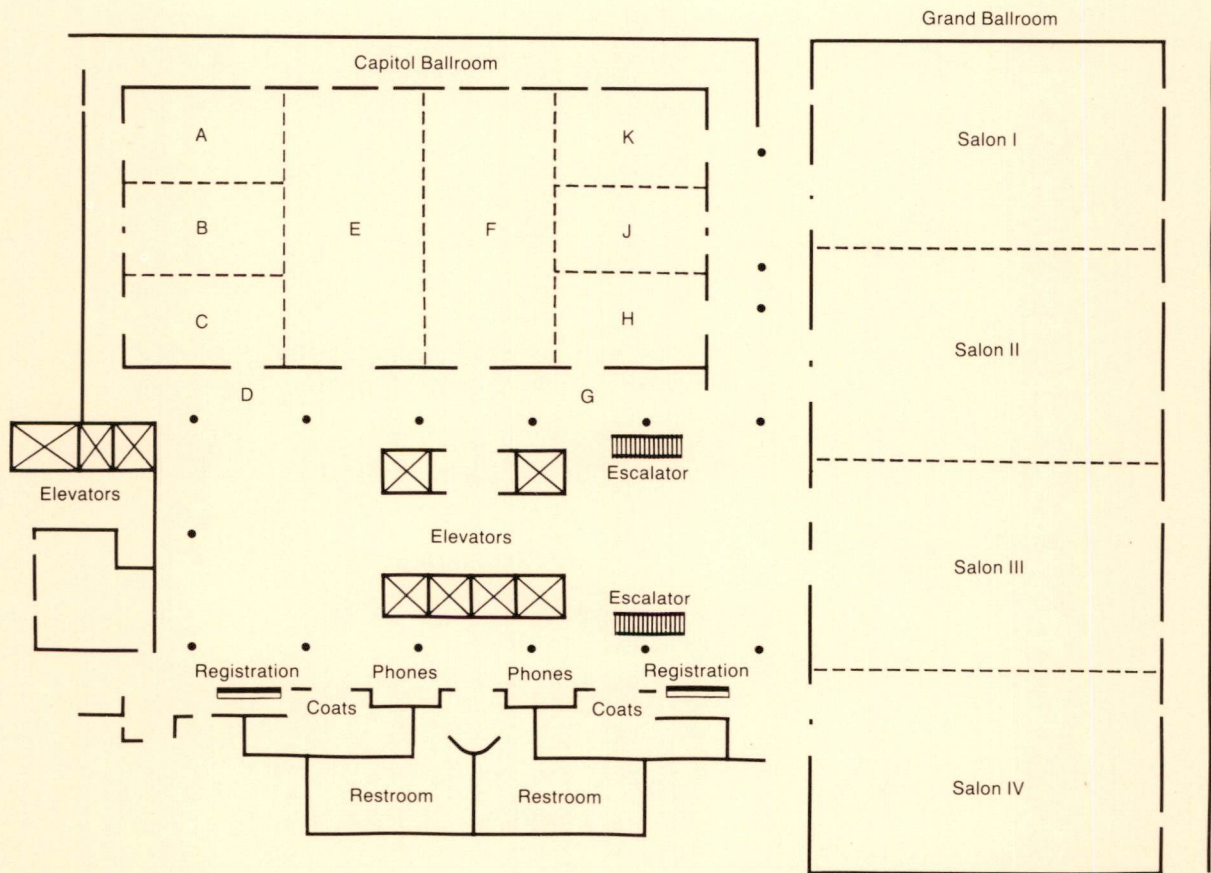 Grand Ballroom
Capitol Ballroom
A
K
Salon I
B
E
F
J
C
H
Salon II
D
G
Escalator
Elevators
Elevators
Salon III
Escalator
Registration
Phones
Phones
Registration
Coats
Coats
Restroom
Restroom
Salon IV